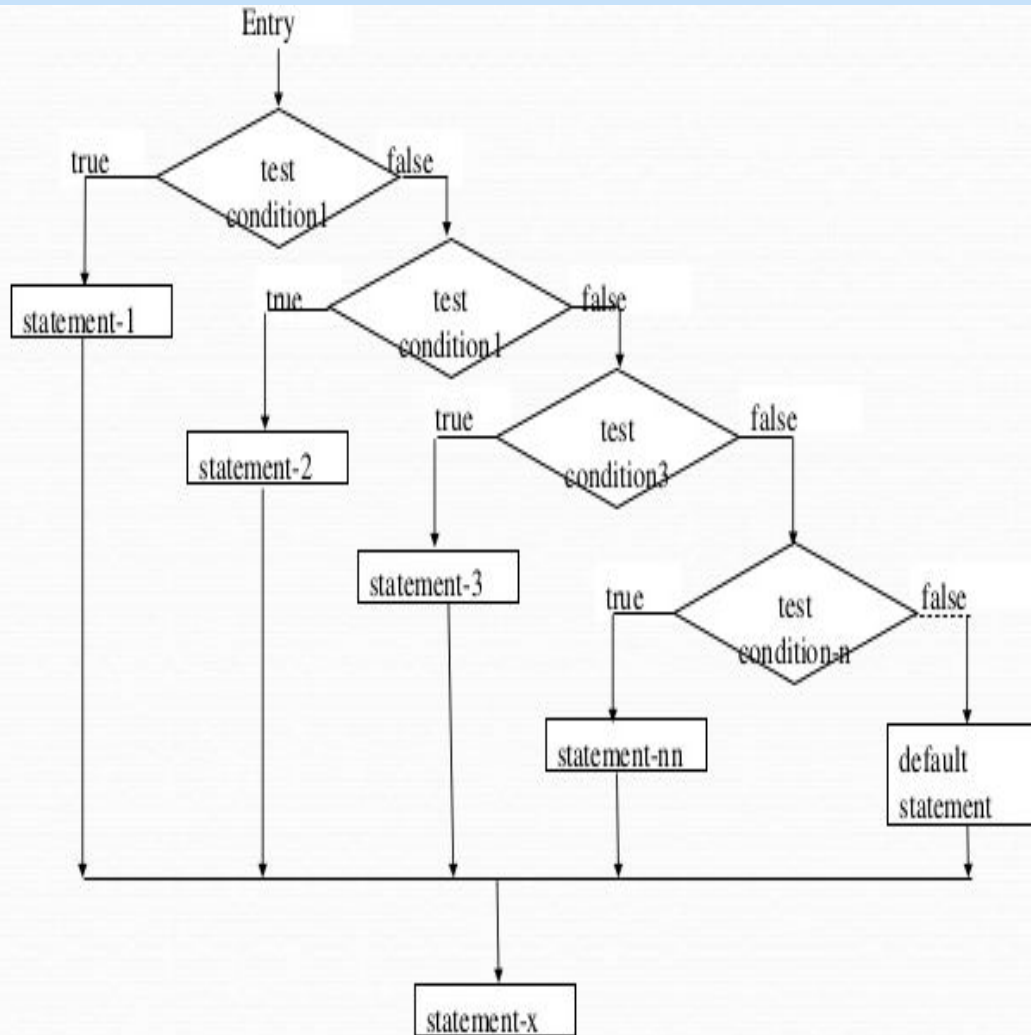 Entry
true
false
test
condition1
statement-1
true
false
test
condition1
statement-2
true
false
test
condition3
statement-3
true
false
test
condition-n
statement-nn
default
statement
statement-x